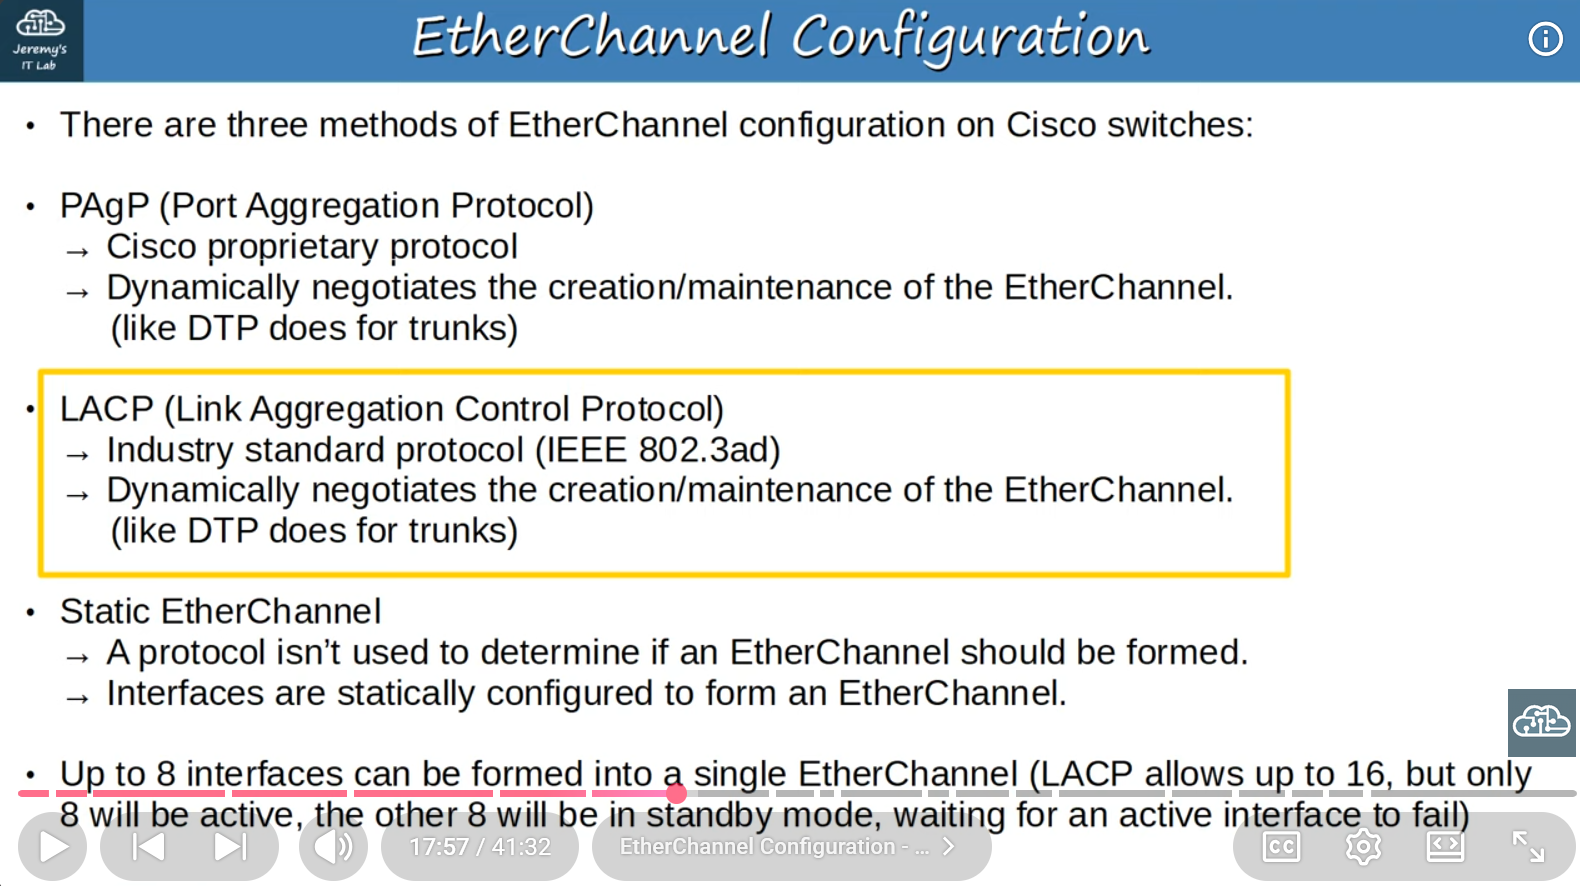 Jeremy's
IT Lab
EtherChannel Configuration
• There are three methods of EtherChannel configuration on Cisco switches:
• PAgP (Port Aggregation Protocol)
→ Cisco proprietary protocol
→ Dynamically negotiates the creation/maintenance of the EtherChannel.
(like DTP does for trunks)
• LACP (Link Aggregation Control Protocol)
→ Industry standard protocol (IEEE 802.3ad)
→ Dynamically negotiates the creation/maintenance of the EtherChannel.
(like DTP does for trunks)
• Static EtherChannel
→ A protocol isn’t used to determine if an EtherChannel should be formed.
→ Interfaces are statically configured to form an EtherChannel.
• Up to 8 interfaces can be formed into a single EtherChannel (LACP allows up to 16, but only
8 will be active, the other 8 will be in standby mode, waiting for an active interface to fail)
17:57 / 41:32
EtherChannel Configuration - ...
CC